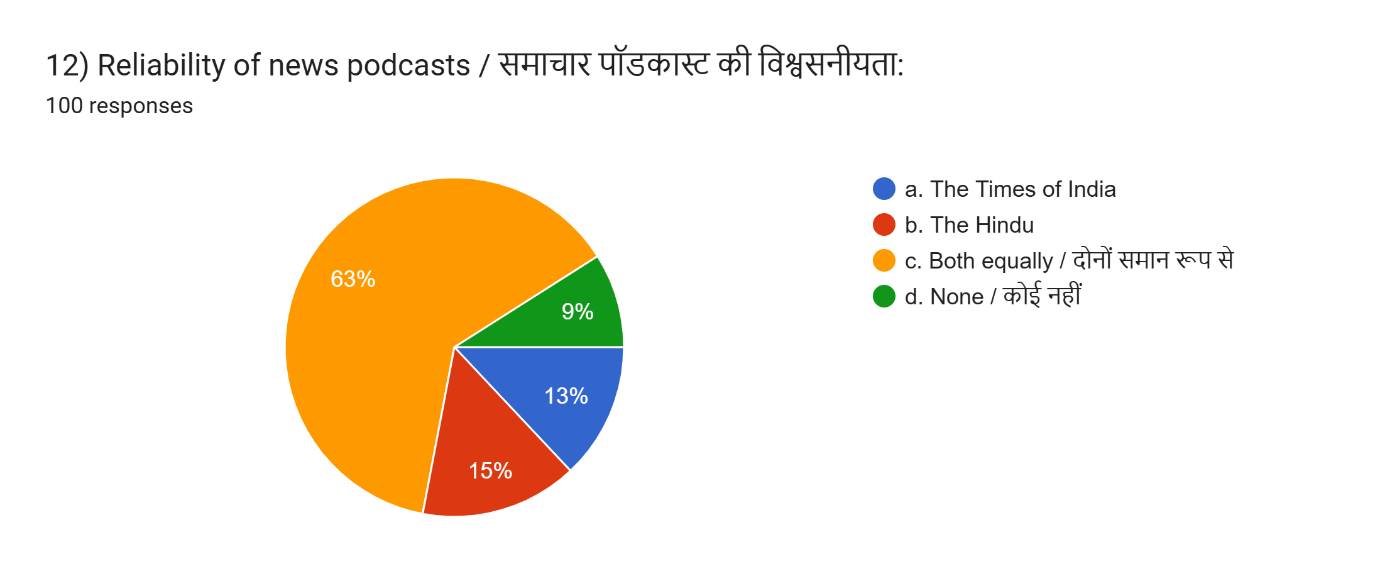 12) Reliability of news podcasts / समाचार पॉडकास्ट की विश्वसनीयता:
100 responses
a. The Times of India
b. The Hindu
c. Both equally / दोनों समान रूप से
d. None / कोई नहीं
63%
9%
13%
15%